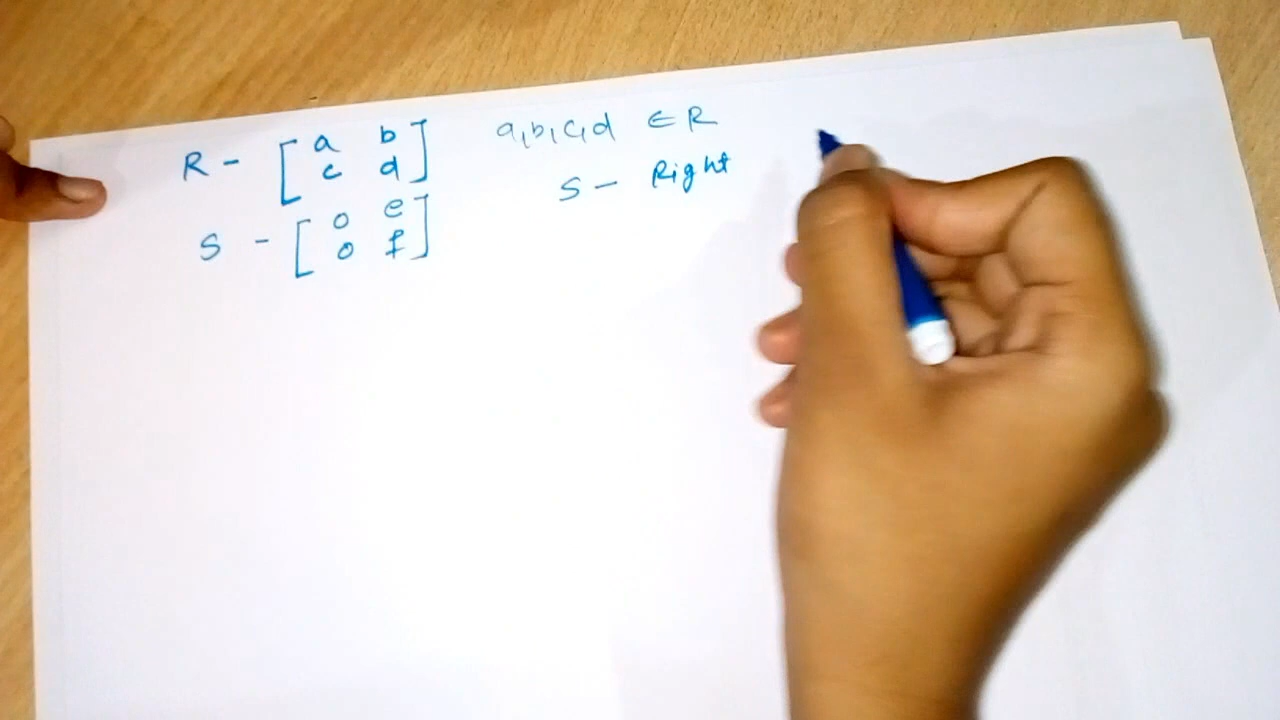 R - [ a b
c d ] a,b,c,d ∈ R
S - [ 0 e
0 f ] S - Right